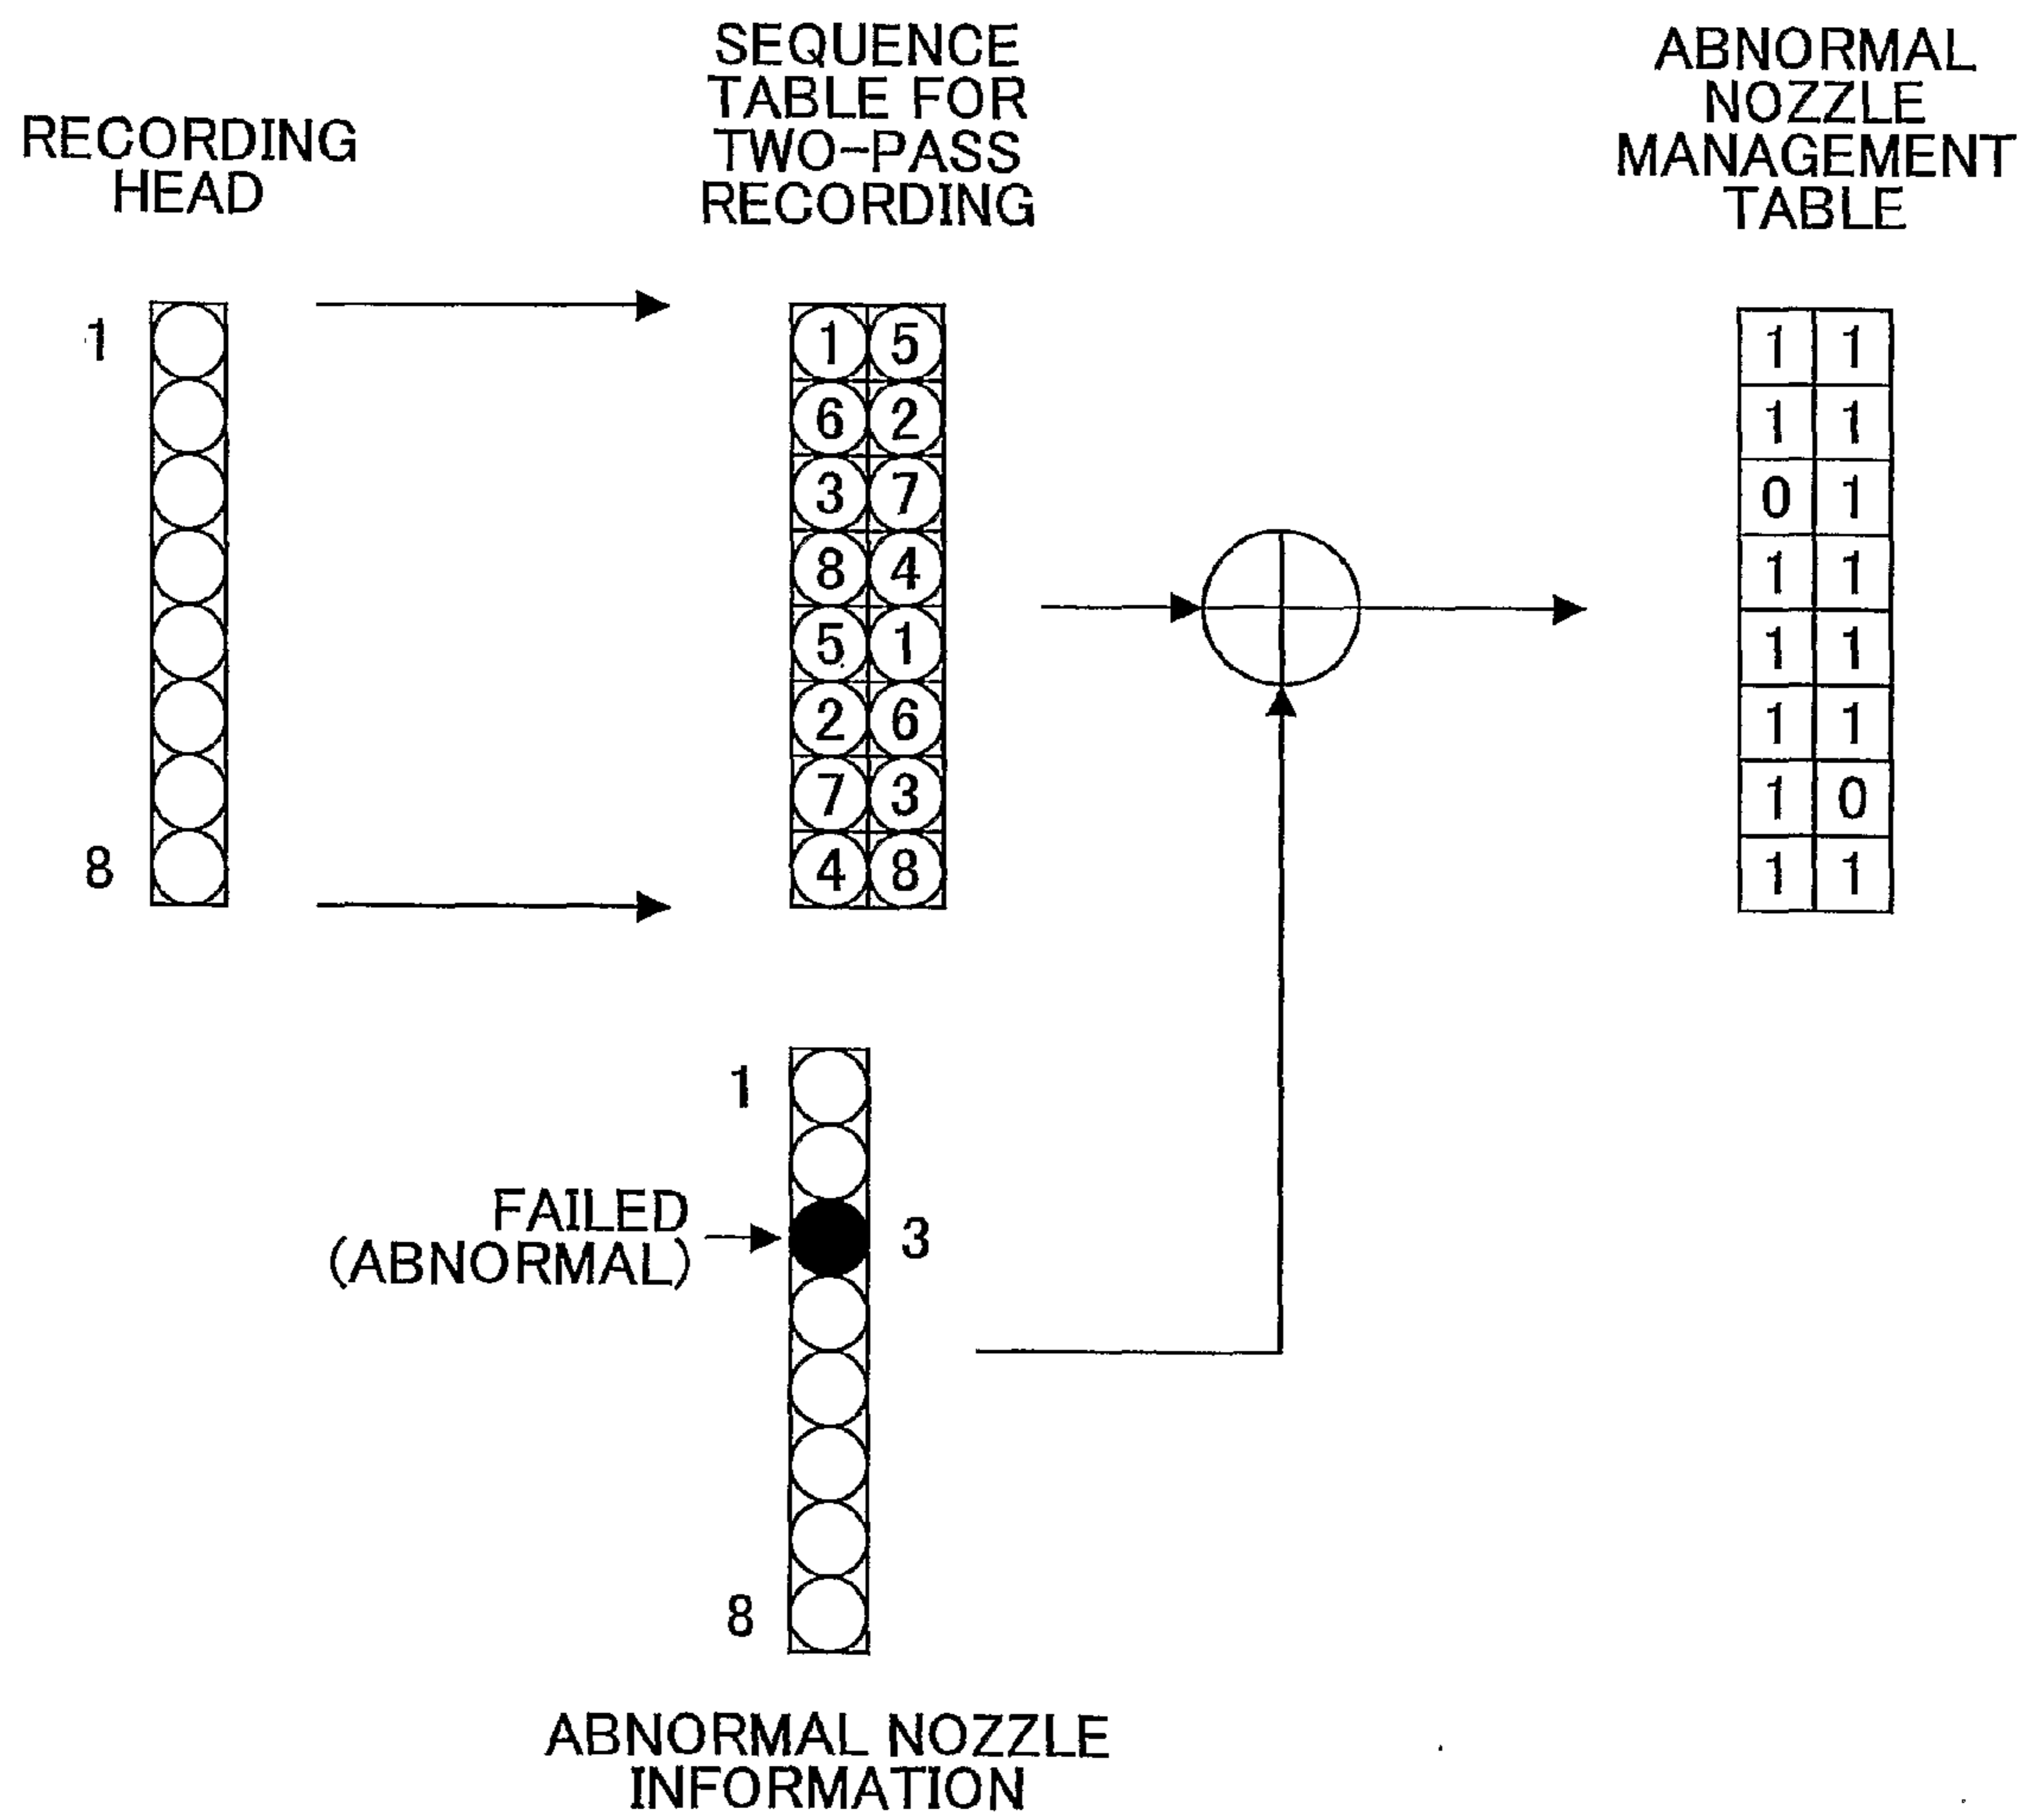 RECORDING
HEAD
SEQUENCE
TABLE FOR
TWO-PASS
RECORDING
ABNORMAL
NOZZLE
MANAGEMENT
TABLE
1
8
1 5
6 2
3 7
8 4
5 1
2 6
7 3
4 8
1 1
1 1
0 1
1 1
1 1
1 1
1 0
1 1
1
FAILED
(ABNORMAL)
3
8
ABNORMAL NOZZLE
INFORMATION